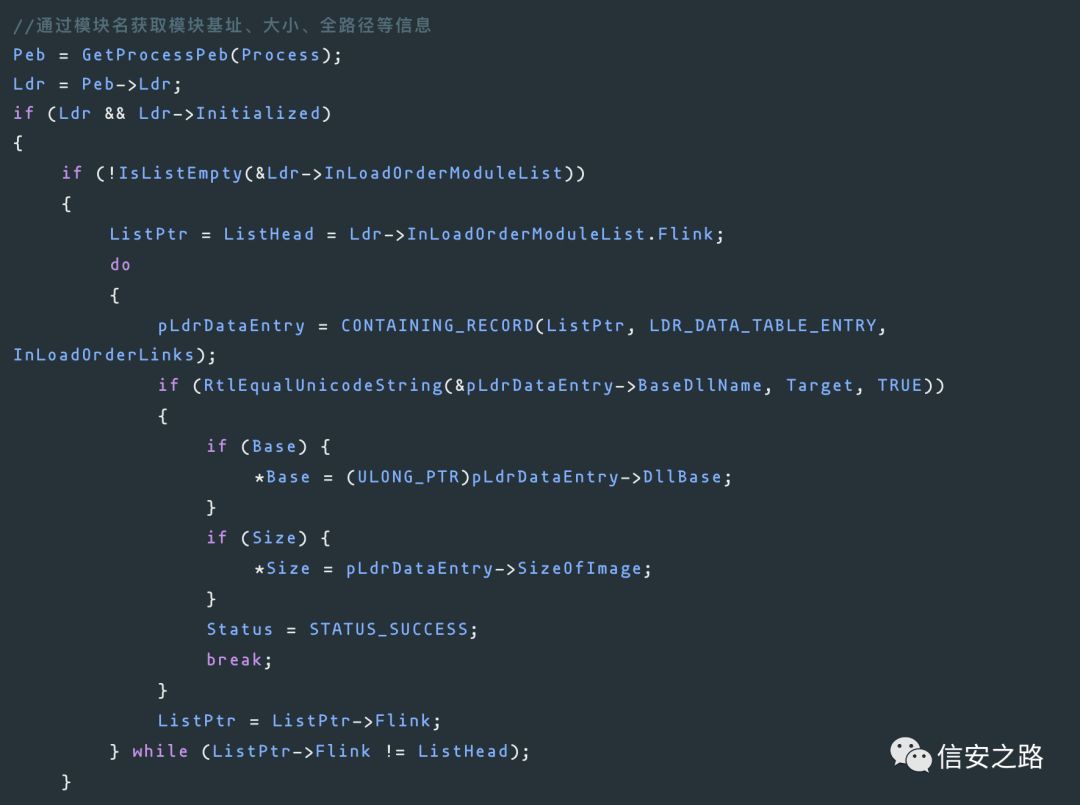 //通过模块名获取模块基址、大小、全路径等信息
Peb = GetProcessPeb(Process);
Ldr = Peb->Ldr;
if (Ldr && Ldr->Initialized)
{
    if (!IsListEmpty(&Ldr->InLoadOrderModuleList))
    {
        ListPtr = ListHead = Ldr->InLoadOrderModuleList.Flink;
        do
        {
            pLdrDataEntry = CONTAINING_RECORD(ListPtr, LDR_DATA_TABLE_ENTRY,
InLoadOrderLinks);
            if (RtlEqualUnicodeString(&pLdrDataEntry->BaseDllName, Target, TRUE))
            {
                if (Base) {
                    *Base = (ULONG_PTR)pLdrDataEntry->DllBase;
                }
                if (Size) {
                    *Size = pLdrDataEntry->SizeOfImage;
                }
                Status = STATUS_SUCCESS;
                break;
            }
            ListPtr = ListPtr->Flink;
        } while (ListPtr->Flink != ListHead);
    }
信安之路